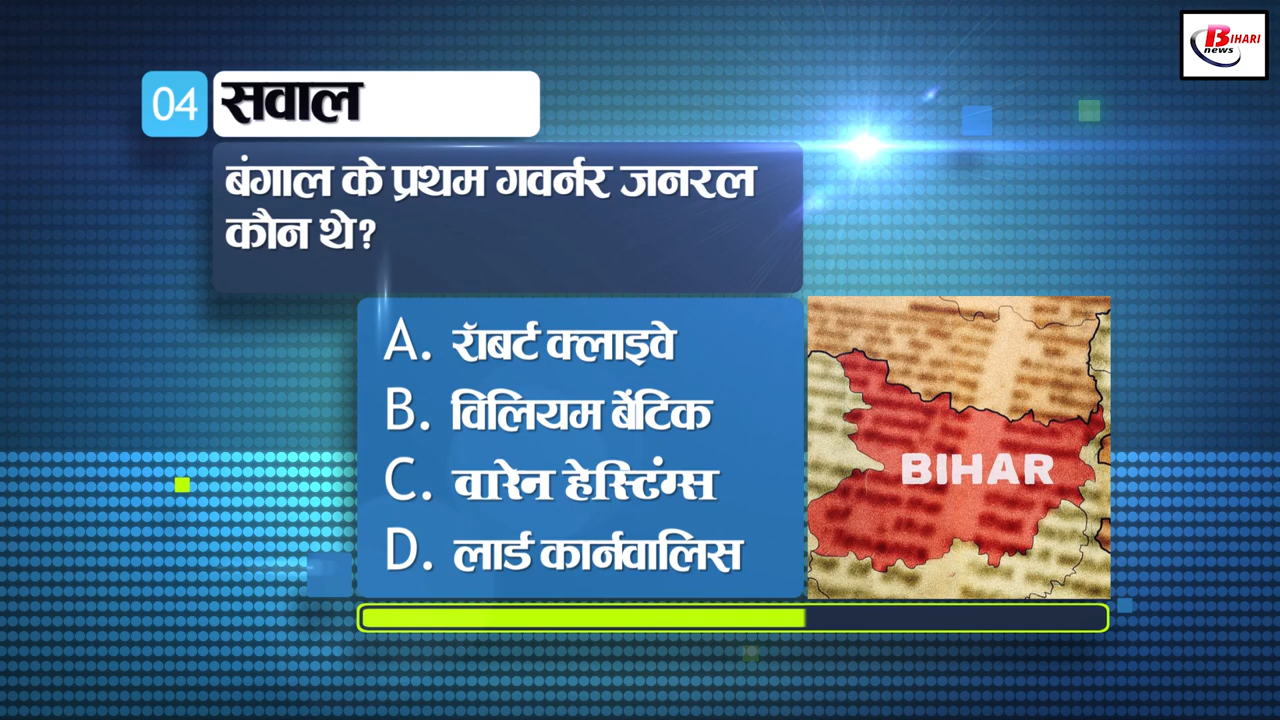 BIHARI
news
04 सवाल
बंगाल के प्रथम गवर्नर जनरल
कौन थे?
A. रॉबर्ट क्लाइवे
B. विलियम बेंटिक
C. वारेन हेस्टिंग्स
D. लार्ड कार्नवालिस
BIHAR